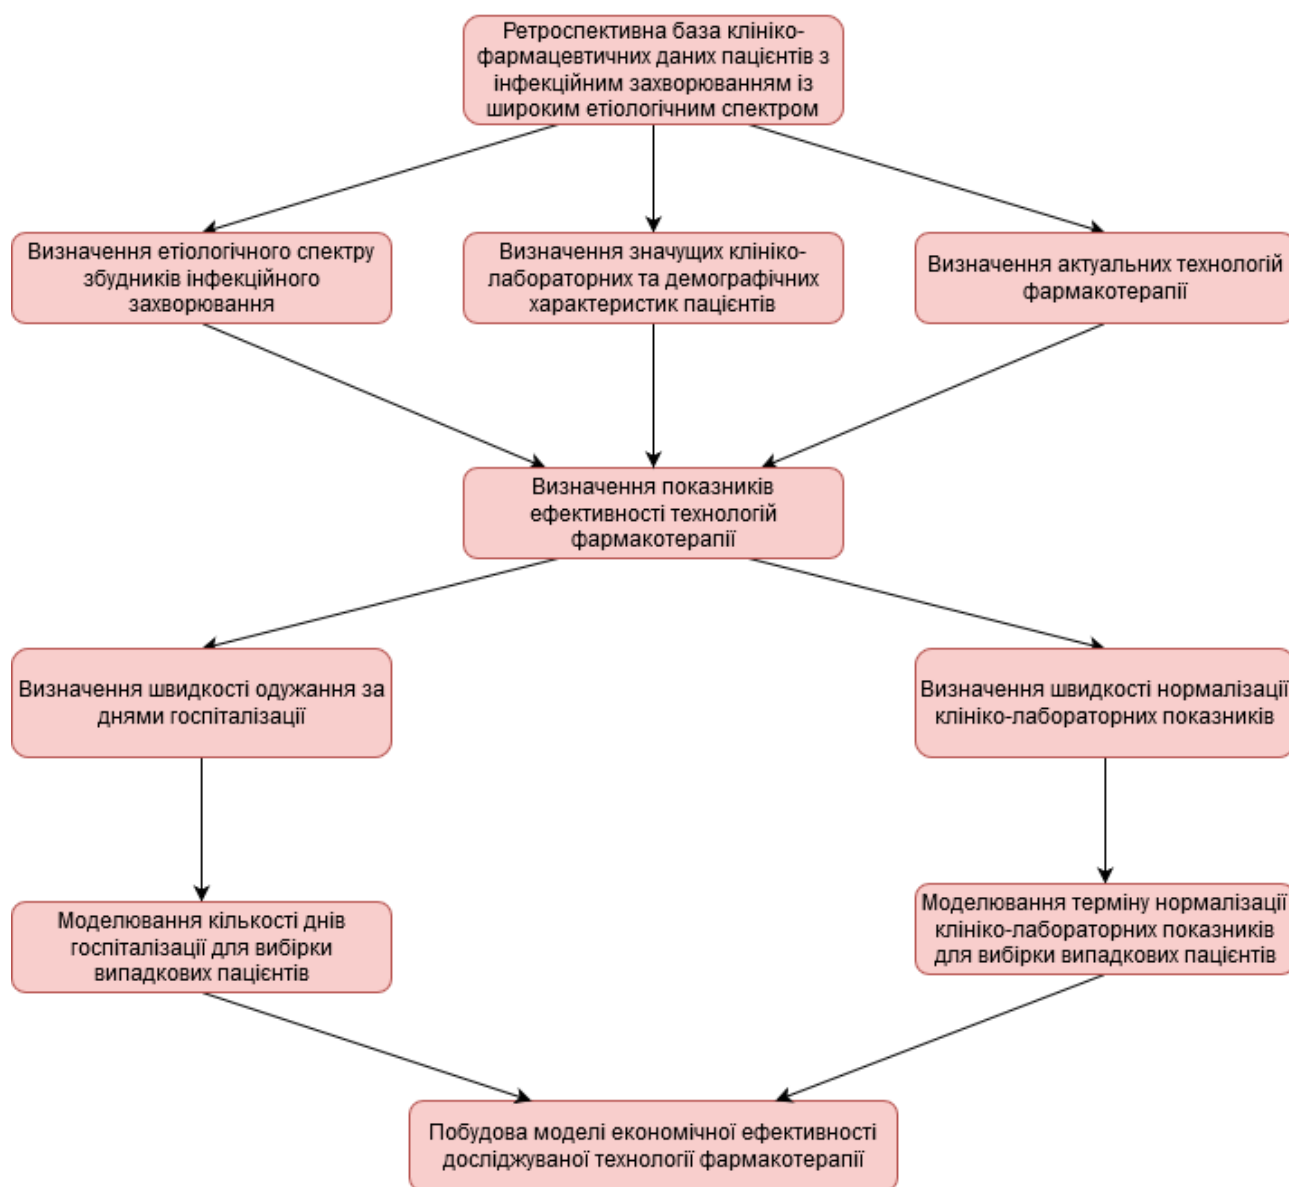 Ретроспективна база клініко-
фармацевтичних даних пацієнтів з
інфекційним захворюванням із
широким етіологічним спектром
Визначення етіологічного спектру
збудників інфекційного
захворювання
Визначення значущих клініко-
лабораторних та демографічних
характеристик пацієнтів
Визначення актуальних технологій
фармакотерапії
Визначення показників
ефективності технологій
фармакотерапії
Визначення швидкості одужання за
днями госпіталізації
Визначення швидкості нормалізації
клініко-лабораторних показників
Моделювання кількості днів
госпіталізації для вибірки
випадкових пацієнтів
Моделювання терміну нормалізації
клініко-лабораторних показників
для вибірки випадкових пацієнтів
Побудова моделі економічної ефективності
досліджуваної технології фармакотерапії